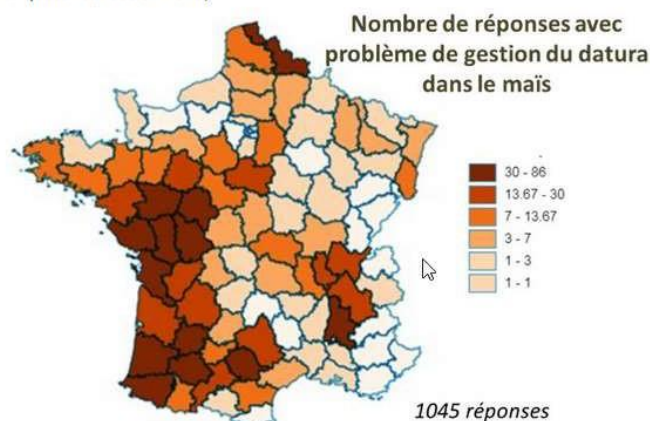 Nombre de réponses avec
problème de gestion du datura
dans le maïs
30 - 86
13.67 - 30
7 - 13.67
3 - 7
1 - 3
1 - 1
1045 réponses